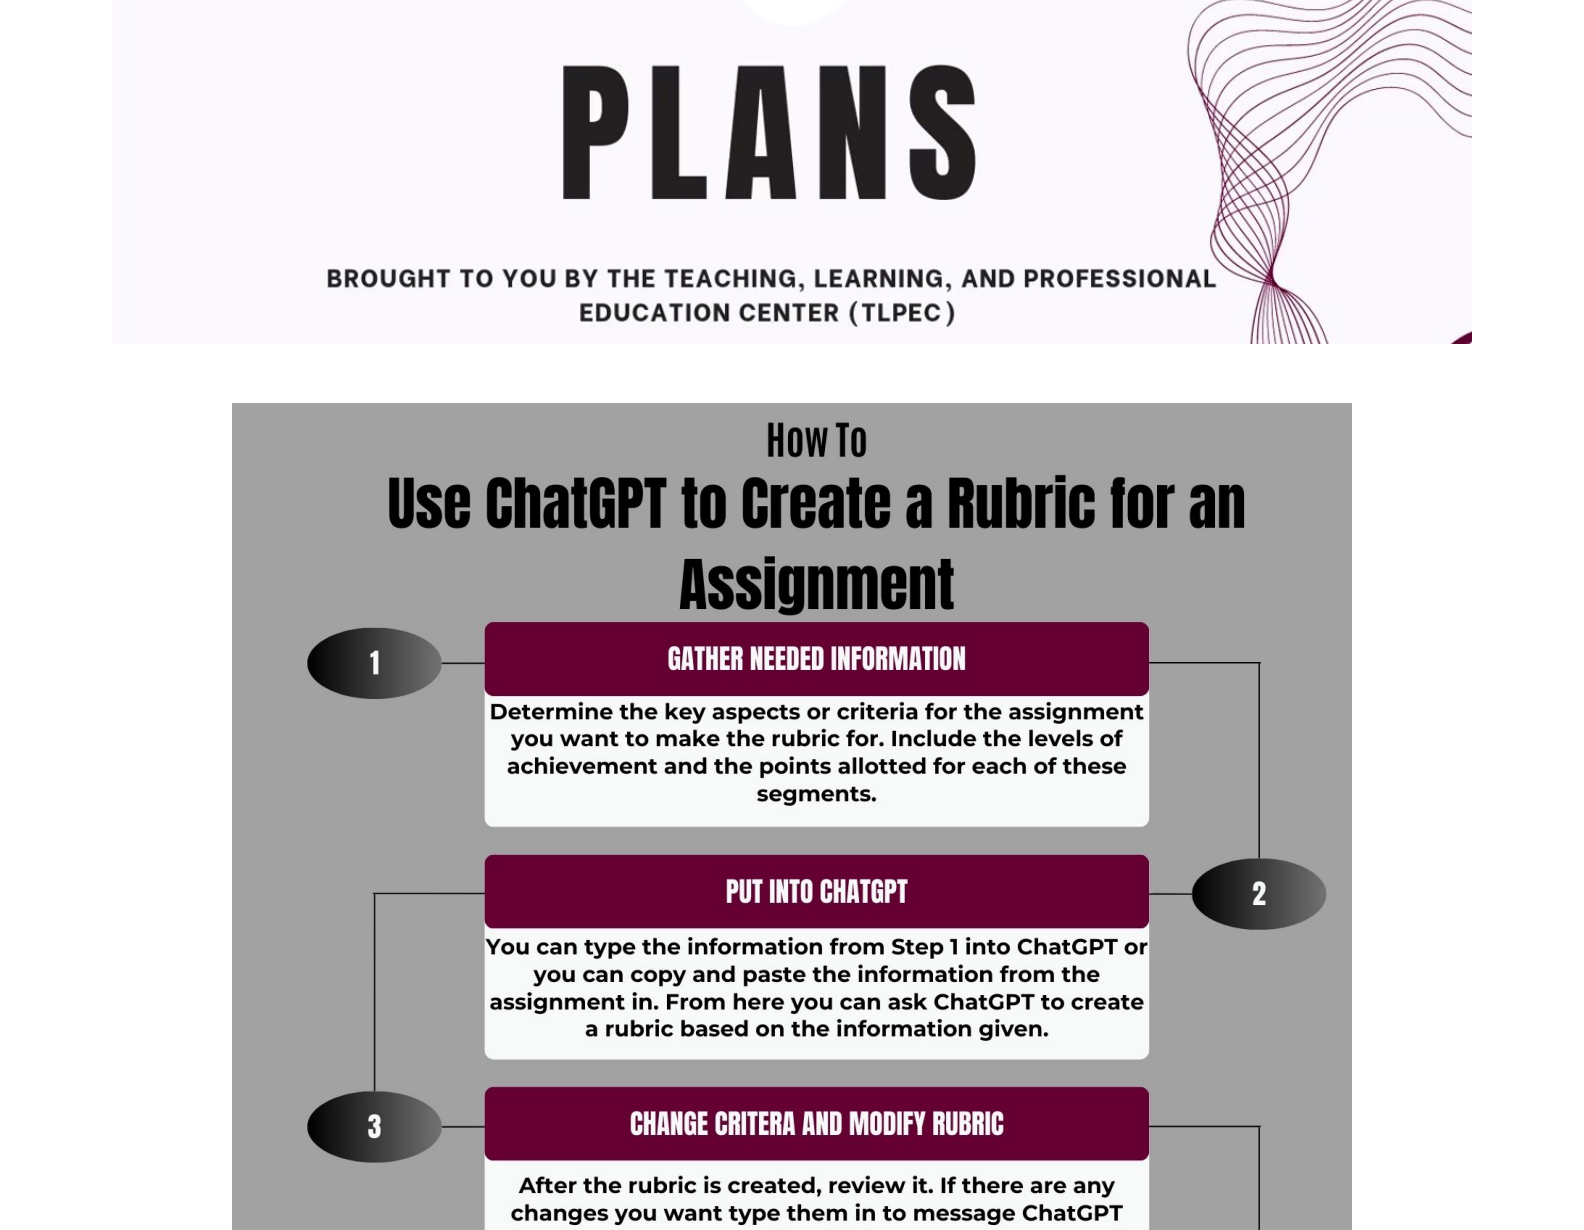 PLANS
BROUGHT TO YOU BY THE TEACHING, LEARNING, AND PROFESSIONAL
EDUCATION CENTER (TLPEC)
How To
Use ChatGPT to Create a Rubric for an
Assignment
1
GATHER NEEDED INFORMATION
Determine the key aspects or criteria for the assignment
you want to make the rubric for. Include the levels of
achievement and the points allotted for each of these
segments.
PUT INTO CHATGPT
2
You can type the information from Step 1 into ChatGPT or
you can copy and paste the information from the
assignment in. From here you can ask ChatGPT to create
a rubric based on the information given.
3
CHANGE CRITERA AND MODIFY RUBRIC
After the rubric is created, review it. If there are any
changes you want type them in to message ChatGPT